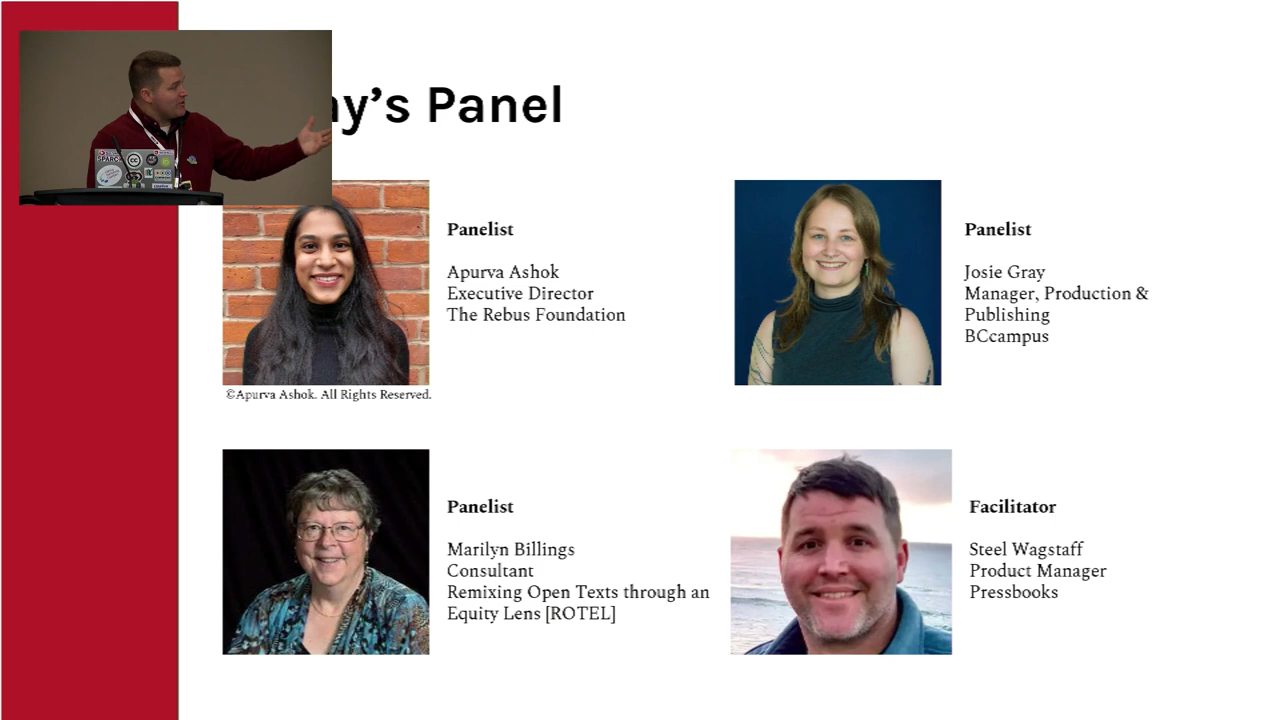 ay's Panel
Panelist
Apurva Ashok
Executive Director
The Rebus Foundation
©Apurva Ashok. All Rights Reserved.
Panelist
Josie Gray
Manager, Production &
Publishing
BCcampus
Panelist
Marilyn Billings
Consultant
Remixing Open Texts through an
Equity Lens [ROTEL]
Facilitator
Steel Wagstaff
Product Manager
Pressbooks
SPARC